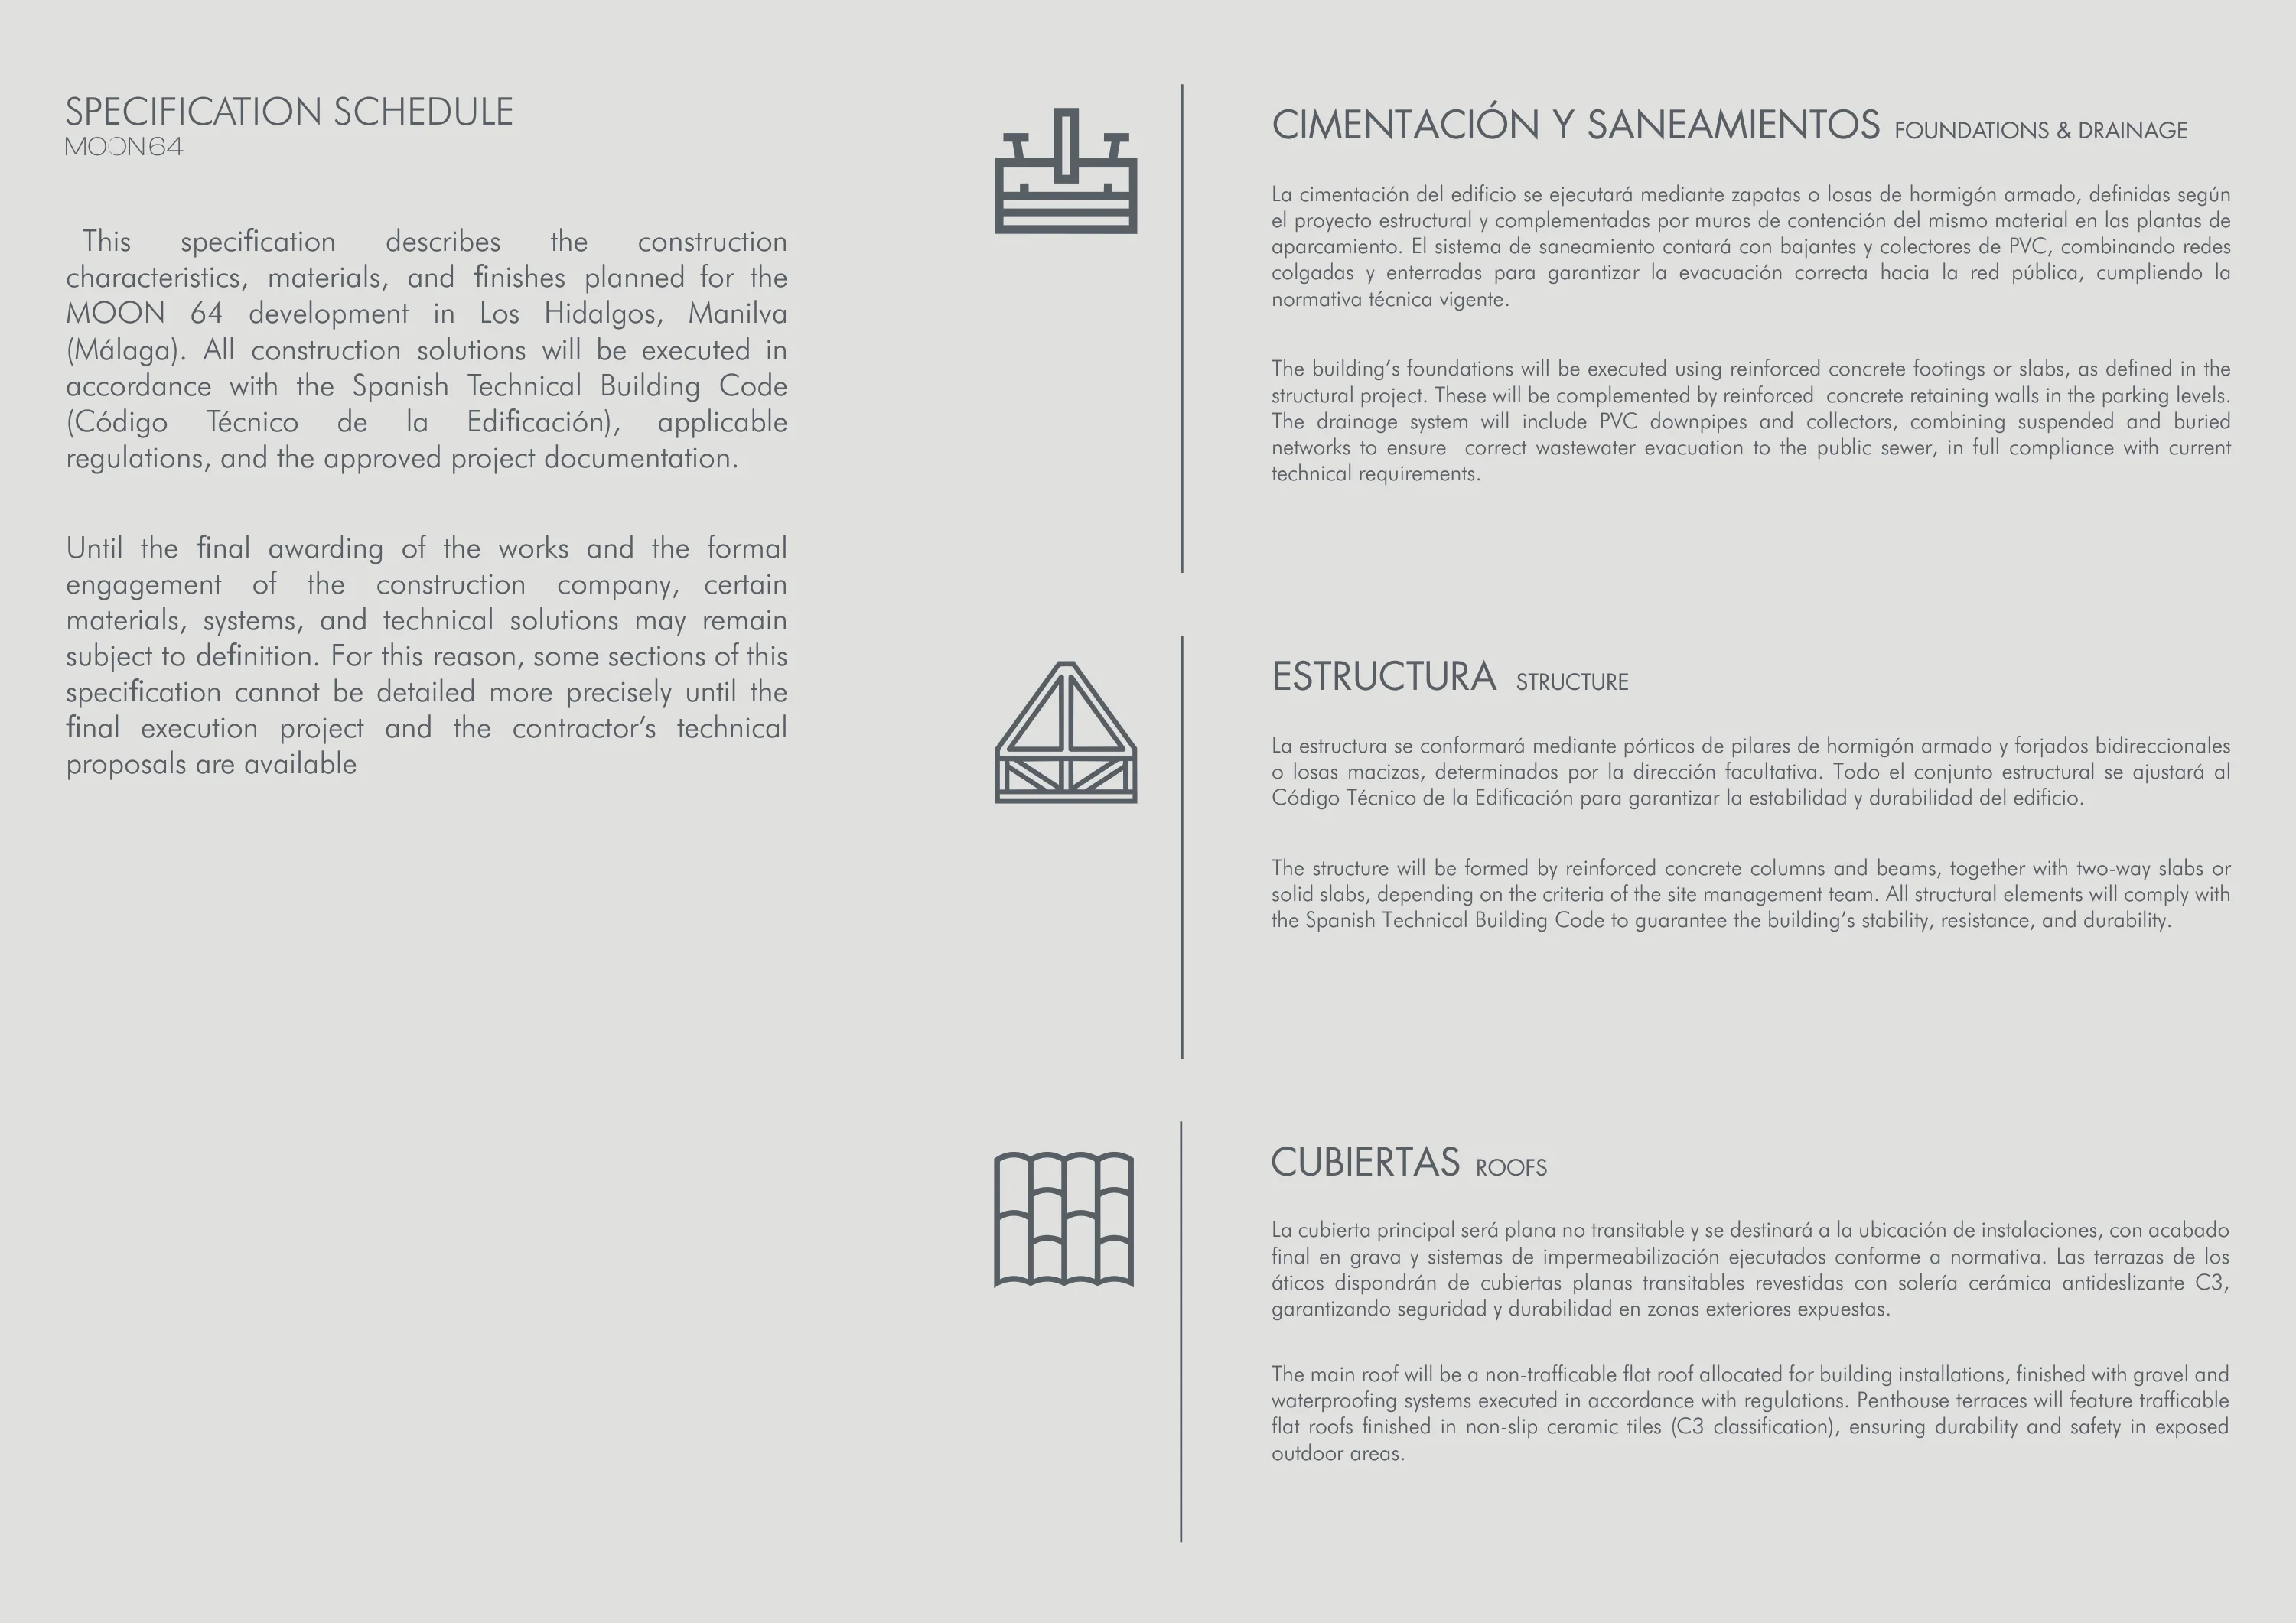 SPECIFICATION SCHEDULE
MOON64
This specification describes the construction
characteristics, materials, and finishes planned for the
MOON 64 development in Los Hidalgos, Manilva
(Málaga). All construction solutions will be executed in
accordance with the Spanish Technical Building Code
(Código Técnico de la Edificación), applicable
regulations, and the approved project documentation.
Until the final awarding of the works and the formal
engagement of the construction company, certain
materials, systems, and technical solutions may remain
subject to definition. For this reason, some sections of this
specification cannot be detailed more precisely until the
final execution project and the contractor’s technical
proposals are available
CIMENTACIÓN Y SANEAMIENTOS FOUNDATIONS & DRAINAGE
La cimentación del edificio se ejecutará mediante zapatas o losas de hormigón armado, definidas según
el proyecto estructural y complementadas por muros de contención del mismo material en las plantas de
aparcamiento. El sistema de saneamiento contará con bajantes y colectores de PVC, combinando redes
colgadas y enterradas para garantizar la evacuación correcta hacia la red pública, cumpliendo la
normativa técnica vigente.
The building’s foundations will be executed using reinforced concrete footings or slabs, as defined in the
structural project. These will be complemented by reinforced concrete retaining walls in the parking levels.
The drainage system will include PVC downpipes and collectors, combining suspended and buried
networks to ensure correct wastewater evacuation to the public sewer, in full compliance with current
technical requirements.
ESTRUCTURA STRUCTURE
La estructura se conformará mediante pórticos de pilares de hormigón armado y forjados bidireccionales
o losas macizas, determinados por la dirección facultativa. Todo el conjunto estructural se ajustará al
Código Técnico de la Edificación para garantizar la estabilidad y durabilidad del edificio.
The structure will be formed by reinforced concrete columns and beams, together with two-way slabs or
solid slabs, depending on the criteria of the site management team. All structural elements will comply with
the Spanish Technical Building Code to guarantee the building’s stability, resistance, and durability.
CUBIERTAS ROOFS
La cubierta principal será plana no transitable y se destinará a la ubicación de instalaciones, con acabado
final en grava y sistemas de impermeabilización ejecutados conforme a normativa. Las terrazas de los
áticos dispondrán de cubiertas planas transitables revestidas con solería cerámica antideslizante C3,
garantizando seguridad y durabilidad en zonas exteriores expuestas.
The main roof will be a non-trafficable flat roof allocated for building installations, finished with gravel and
waterproofing systems executed in accordance with regulations. Penthouse terraces will feature trafficable
flat roofs finished in non-slip ceramic tiles (C3 classification), ensuring durability and safety in exposed
outdoor areas.